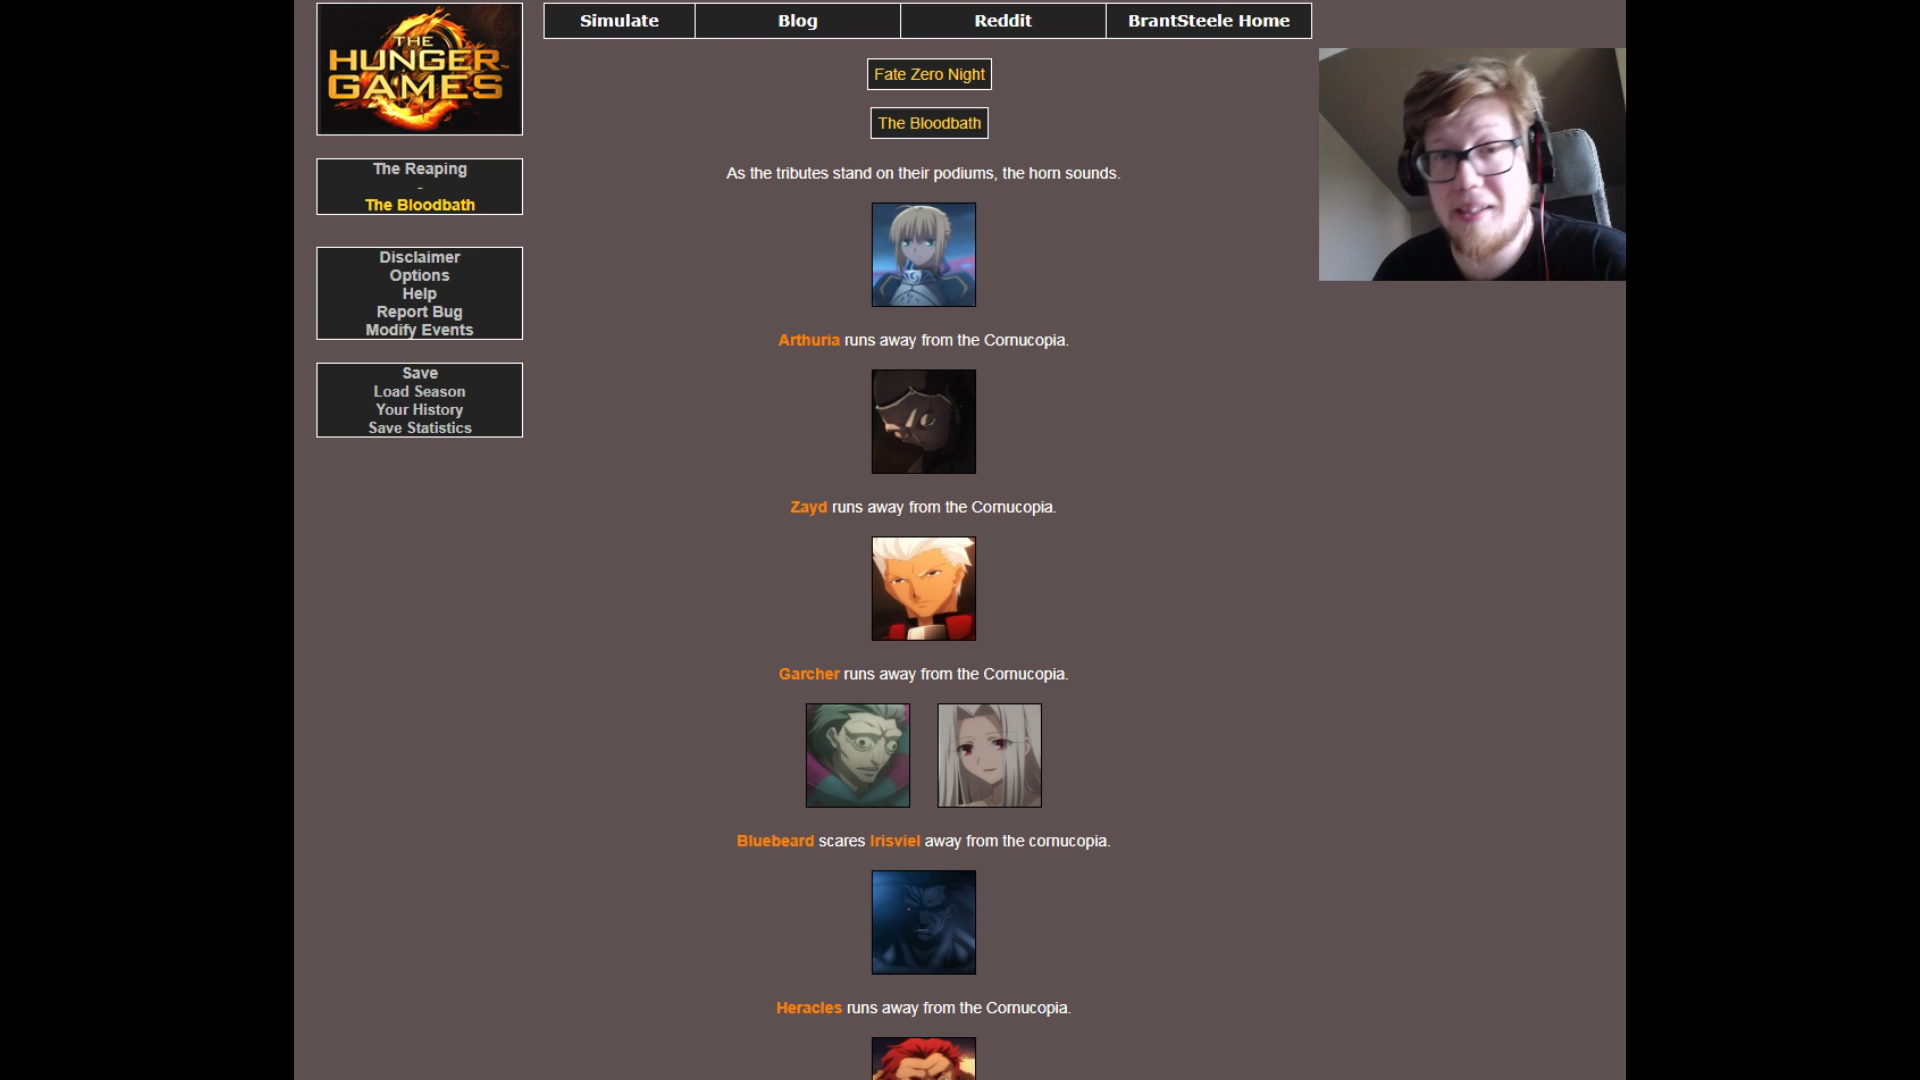 THE
HUNGER
GAMES
Simulate
Blog
Reddit
BrantSteele Home
The Reaping
-
The Bloodbath
Disclaimer
Options
Help
Report Bug
Modify Events
Save
Load Season
Your History
Save Statistics
Fate Zero Night
The Bloodbath
As the tributes stand on their podiums, the horn sounds.
Arthuria runs away from the Cornucopia.
Zayd runs away from the Cornucopia.
Garcher runs away from the Cornucopia.
Bluebeard scares Irisviel away from the cornucopia.
Heracles runs away from the Cornucopia.